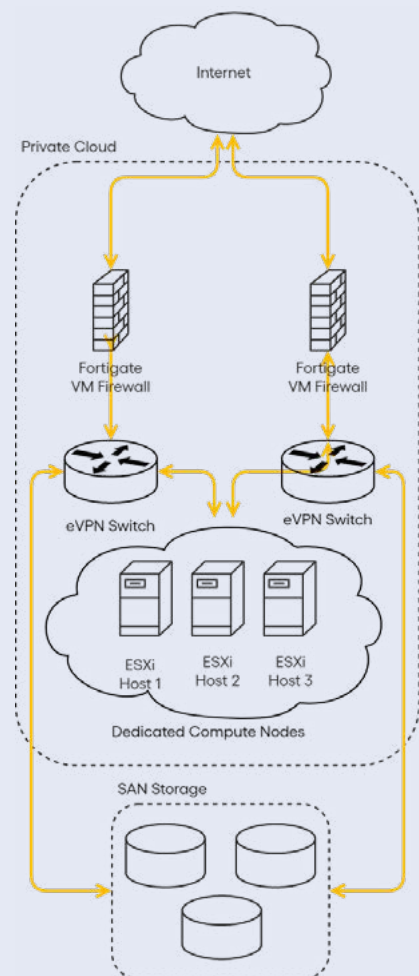 Internet
Private Cloud
Fortigate
VM Firewall
Fortigate
VM Firewall
eVPN Switch
eVPN Switch
ESXi
Host 1
ESXi
Host 2
ESXi
Host 3
Dedicated Compute Nodes
SAN Storage